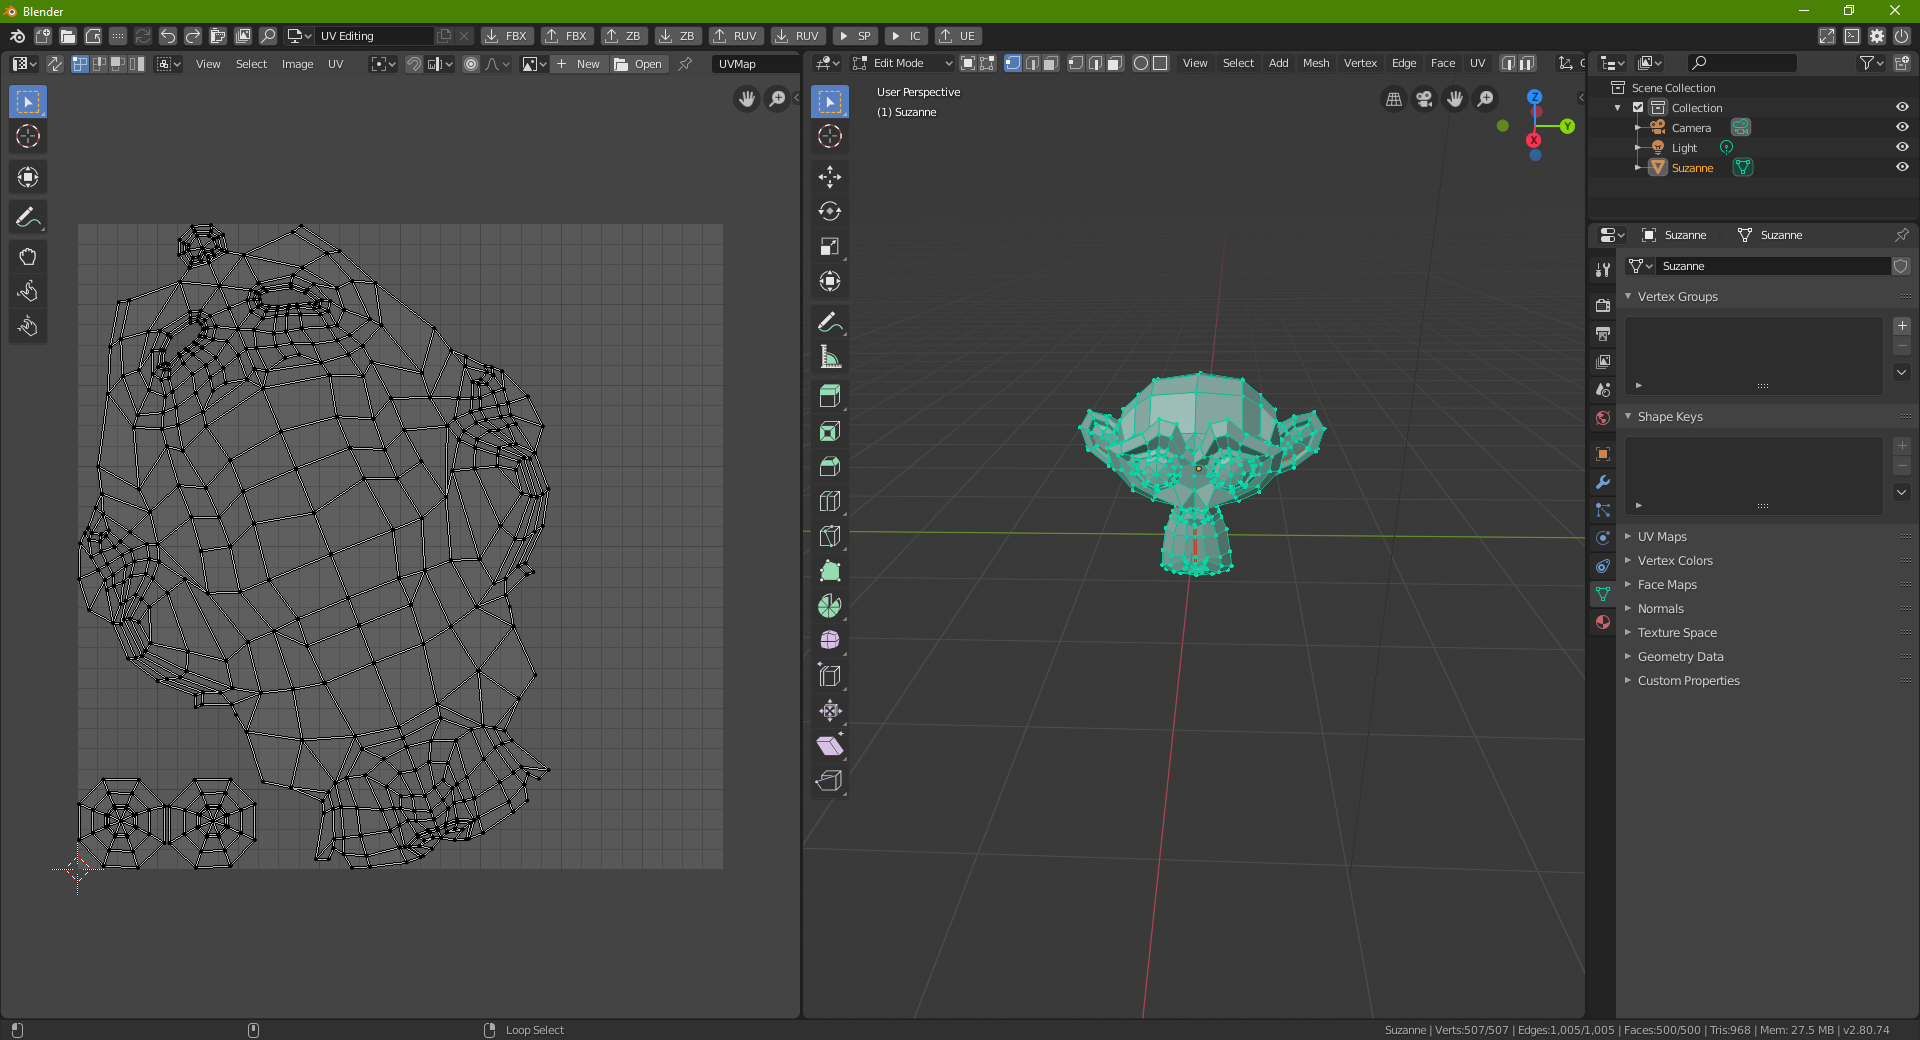 Blender
UV Editing
FBX
FBX
ZB
ZB
RUV
RUV
SP
IC
UE
View
Select
Image
UV
New
Open
UVMap
Edit Mode
View
Select
Add
Mesh
Vertex
Edge
Face
UV
User Perspective
(1) Suzanne
Z
Y
X
Scene Collection
Collection
Camera
Light
Suzanne
Suzanne
Suzanne
Suzanne
Vertex Groups
Shape Keys
UV Maps
Vertex Colors
Face Maps
Normals
Texture Space
Geometry Data
Custom Properties
Loop Select
Suzanne | Verts:507/507 | Edges:1,005/1,005 | Faces:500/500 | Tris:968 | Mem: 27.5 MB | v2.80.74